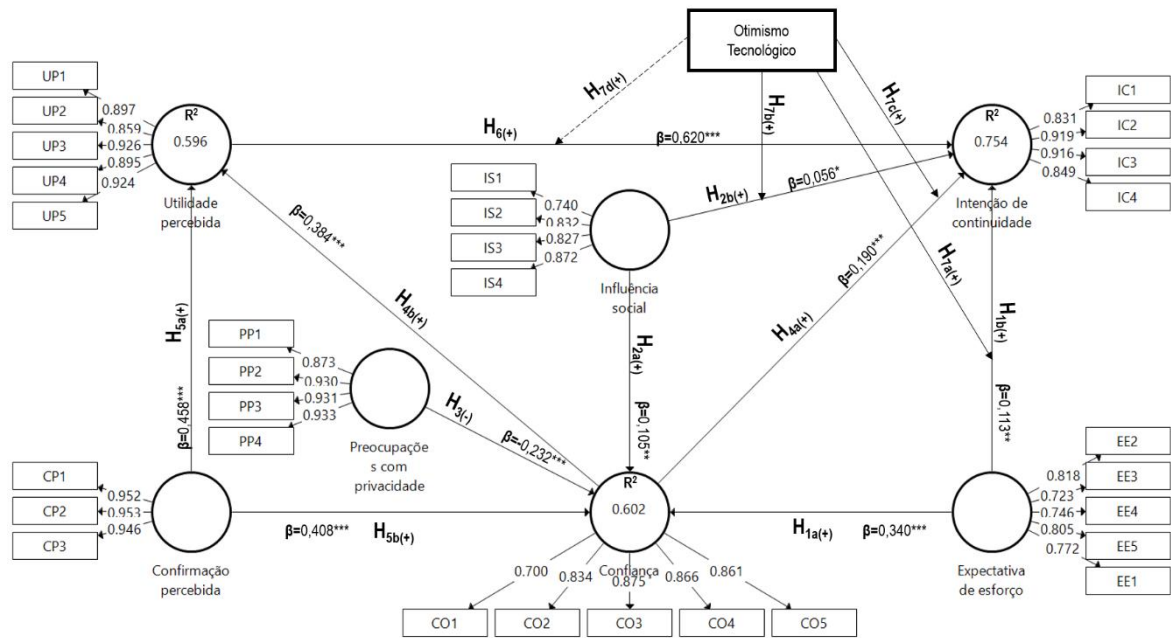 Otimismo
Tecnológico
UP1
UP2
UP3
UP4
UP5
0.897
0.859
0.926
0.895
0.924
R²
0.596
Utilidade
percebida
H6(+)
β=0,620***
H7d(+)
H7b(+)
H7c(+)
H7a(+)
R²
0.754
Intenção de
continuidade
0.831
0.919
0.916
0.849
IC1
IC2
IC3
IC4
IS1
IS2
IS3
IS4
0.740
0.832
0.827
0.872
Influência
social
H2b(+)
β=0,056*
β=0,384***
H4b(+)
H5a(+)
β=0,458***
H2a(+)
β=0,105**
β=0,190***
H4a(+)
H1b(+)
β=0,113**
PP1
PP2
PP3
PP4
0.873
0.930
0.931
0.933
Preocupaçõe
s com
privacidade
H3(-)
β=-0,232***
CP1
CP2
CP3
0.952
0.953
0.946
Confirmação
percebida
β=0,408***
H5b(+)
R²
0.602
Confiança
H1a(+)
β=0,340***
Expectativa
de esforço
0.818
0.723
0.746
0.805
0.772
EE2
EE3
EE4
EE5
EE1
0.700
0.834
0.875
0.866
0.861
CO1
CO2
CO3
CO4
CO5